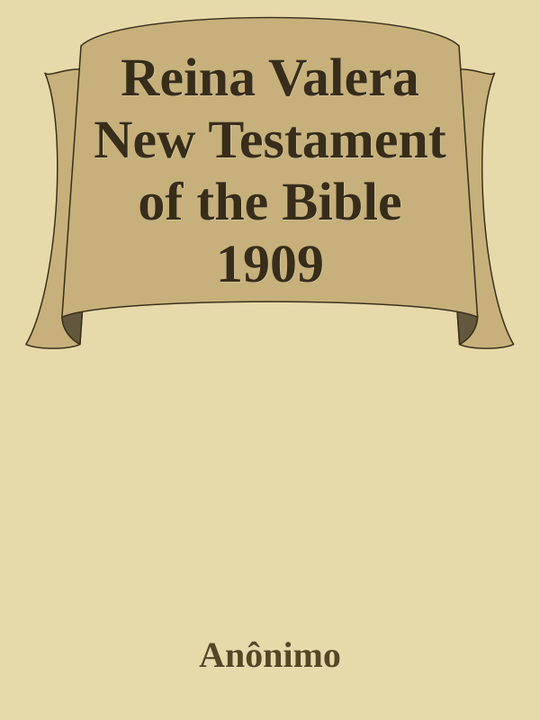 Reina Valera
New Testament
of the Bible
1909
Anônimo